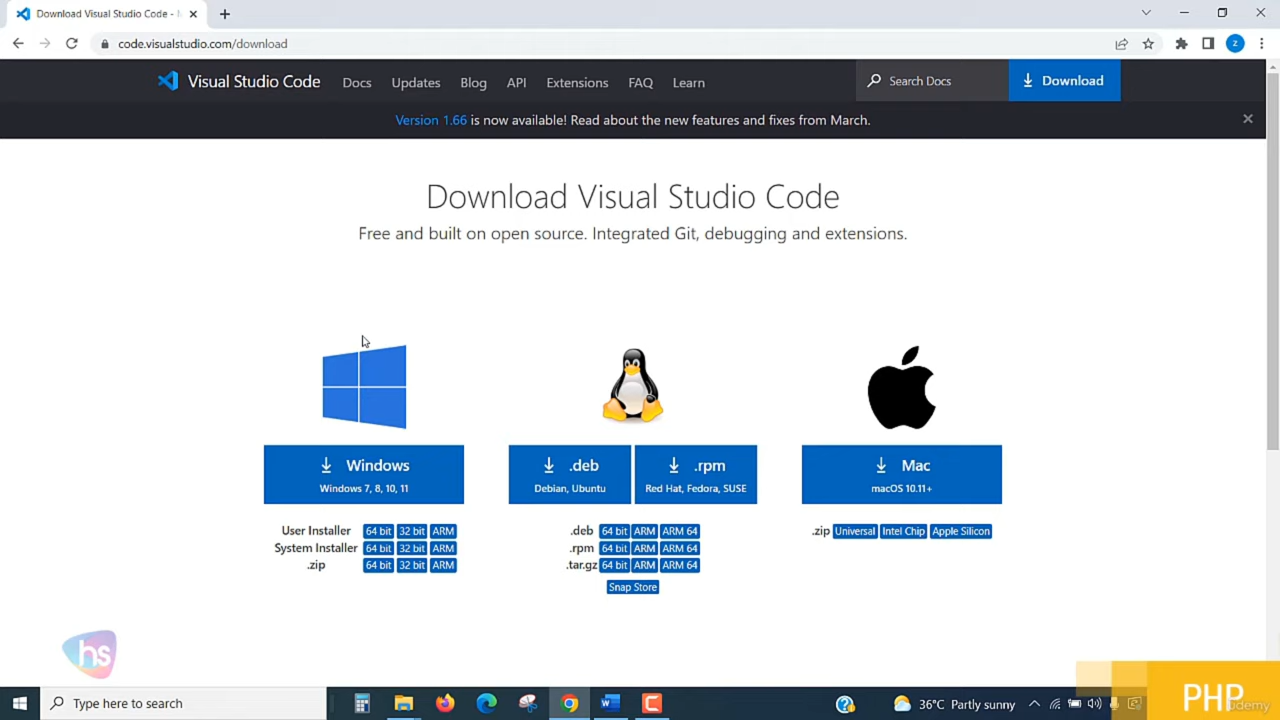 Download Visual Studio Code -
code.visualstudio.com/download
z
Visual Studio Code Docs Updates Blog API Extensions FAQ Learn Search Docs Download
Version 1.66 is now available! Read about the new features and fixes from March.
Download Visual Studio Code
Free and built on open source. Integrated Git, debugging and extensions.
Windows
Windows 7, 8, 10, 11
User Installer 64 bit 32 bit ARM
System Installer 64 bit 32 bit ARM
.zip 64 bit 32 bit ARM
.deb
Debian, Ubuntu
.rpm
Red Hat, Fedora, SUSE
.deb 64 bit ARM ARM 64
.rpm 64 bit ARM ARM 64
.tar.gz 64 bit ARM ARM 64
Snap Store
Mac
macOS 10.11+
.zip Universal Intel Chip Apple Silicon
hs
Type here to search
36°C Partly sunny
PHP
udemy